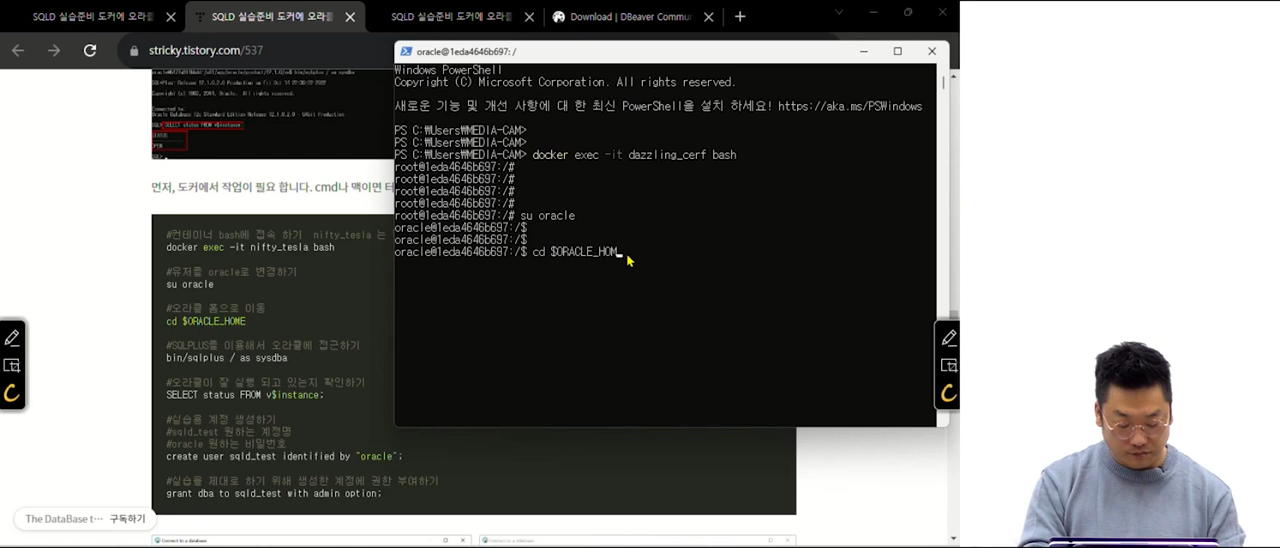 SQLD 실습준비 도커에 오라클
SQLD 실습준비 도커에 오라클
SQLD 실습준비 도커에 오라클
Download | DBeaver Commun
stricky.tistory.com/537
oracle@1eda4646b697: /
Windows PowerShell
Copyright (C) Microsoft Corporation. All rights reserved.
새로운 기능 및 개선 사항에 대 한 최신 PowerShell을 설치 하세요! https://aka.ms/PSWindows
PS C:₩Users₩MEDIA-CAM>
PS C:₩Users₩MEDIA-CAM>
PS C:₩Users₩MEDIA-CAM> docker exec -it dazzling_cerf bash
root@1eda4646b697:/#
root@1eda4646b697:/#
root@1eda4646b697:/#
root@1eda4646b697:/#
root@1eda4646b697:/# su oracle
oracle@1eda4646b697:/$
oracle@1eda4646b697:/$
oracle@1eda4646b697:/$ cd $ORACLE_HOM
SELECT status FROM v$instance;
STATUS
OPEN
먼저, 도커에서 작업이 필요 합니다. cmd나 맥이면 터
#컨테이너 bash에 접속 하기 nifty_tesla 는
docker exec -it nifty_tesla bash
#유저를 oracle로 변경하기
su oracle
#오라클 홈으로 이동
cd $ORACLE_HOME
#SQLPLUS를 이용해서 오라클에 접근하기
bin/sqlplus / as sysdba
#오라클이 잘 실행 되고 있는지 확인하기
SELECT status FROM v$instance;
#실습용 계정 생성하기
#sqld_test 원하는 계정명
#oracle 원하는 비밀번호
create user sqld_test identified by "oracle";
#실습을 제대로 하기 위해 생성한 계정에 권한 부여하기
grant dba to sqld_test with admin option;
The DataBase t⋯ 구독하기
Connect to a database
Connect to a database